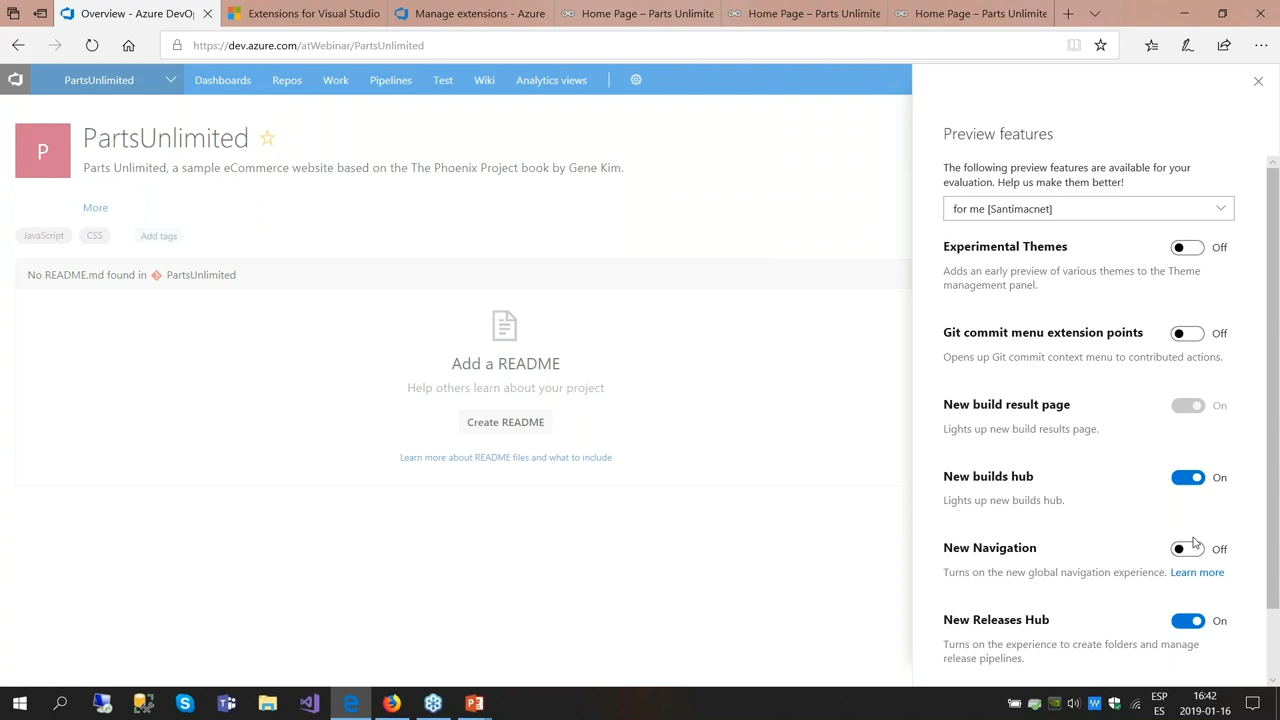 Overview - D
Extensions for Visual Studio
Manage extensions - Ov
Home - Parts Unlimited
Home - Parts Unlimited
Home - Parts Unlimited
https://dev.azure.com/atWebinar/PartsUnlimited
PartsUnlimited
Dashboards
Repos
Work
Pipelines
Test
Wiki
Analytics views
P
PartsUnlimited
Parts Unlimited, a sample eCommerce website based on the The Phoenix Project book by Gene Kim.
More
JavaScript
CSS
Add tags
No README.md found in PartsUnlimited
Add a README
Help others learn about your project
Create README
Learn more about README files and what to include
Preview features
The following preview features are available for your
evaluation. Help us make them better!
for me [Santimacnet]
Experimental Themes
Off
Adds an early preview of various themes to the Theme
management panel.
Git commit menu extension points
Off
Opens up Git commit context menu to contributed actions.
New build result page
On
Lights up new build results page.
New builds hub
On
Lights up new builds hub.
New Navigation
Off
Turns on the new global navigation experience. Learn more
New Releases Hub
On
Turns on the experience to create folders and manage
release pipelines.
ESP
ES
16:42
2019-01-16